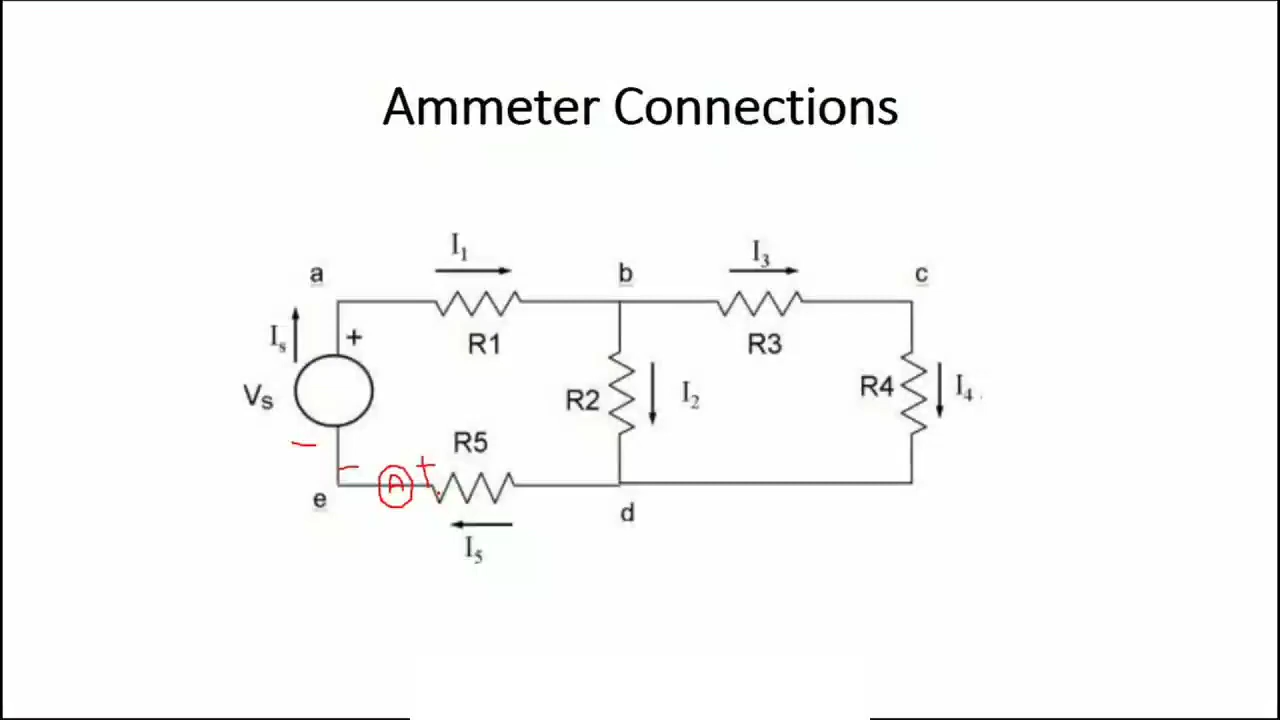 Ammeter Connections
I₁
I₃
a
b
c
Iₛ
+
R1
R3
Vₛ
R2
I₂
R4
I₄
−
R5
−
A
+
e
d
I₅